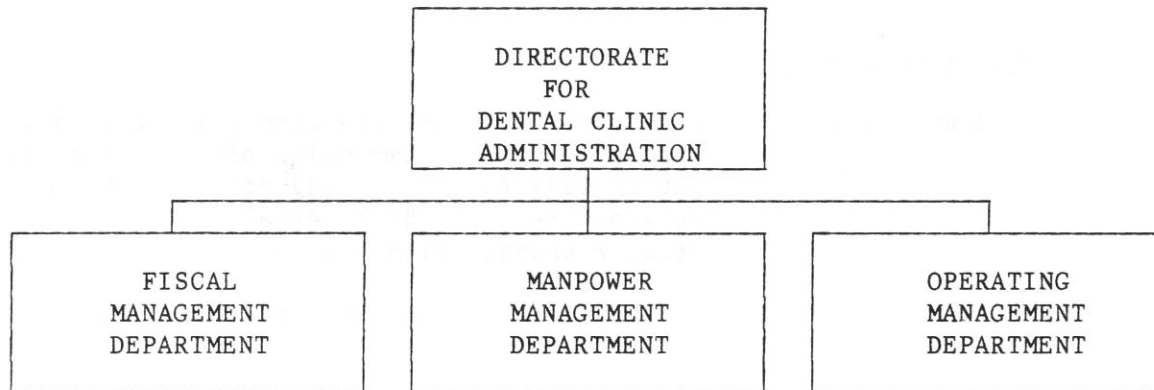 DIRECTORATE
FOR
DENTAL CLINIC
ADMINISTRATION
FISCAL
MANAGEMENT
DEPARTMENT
MANPOWER
MANAGEMENT
DEPARTMENT
OPERATING
MANAGEMENT
DEPARTMENT